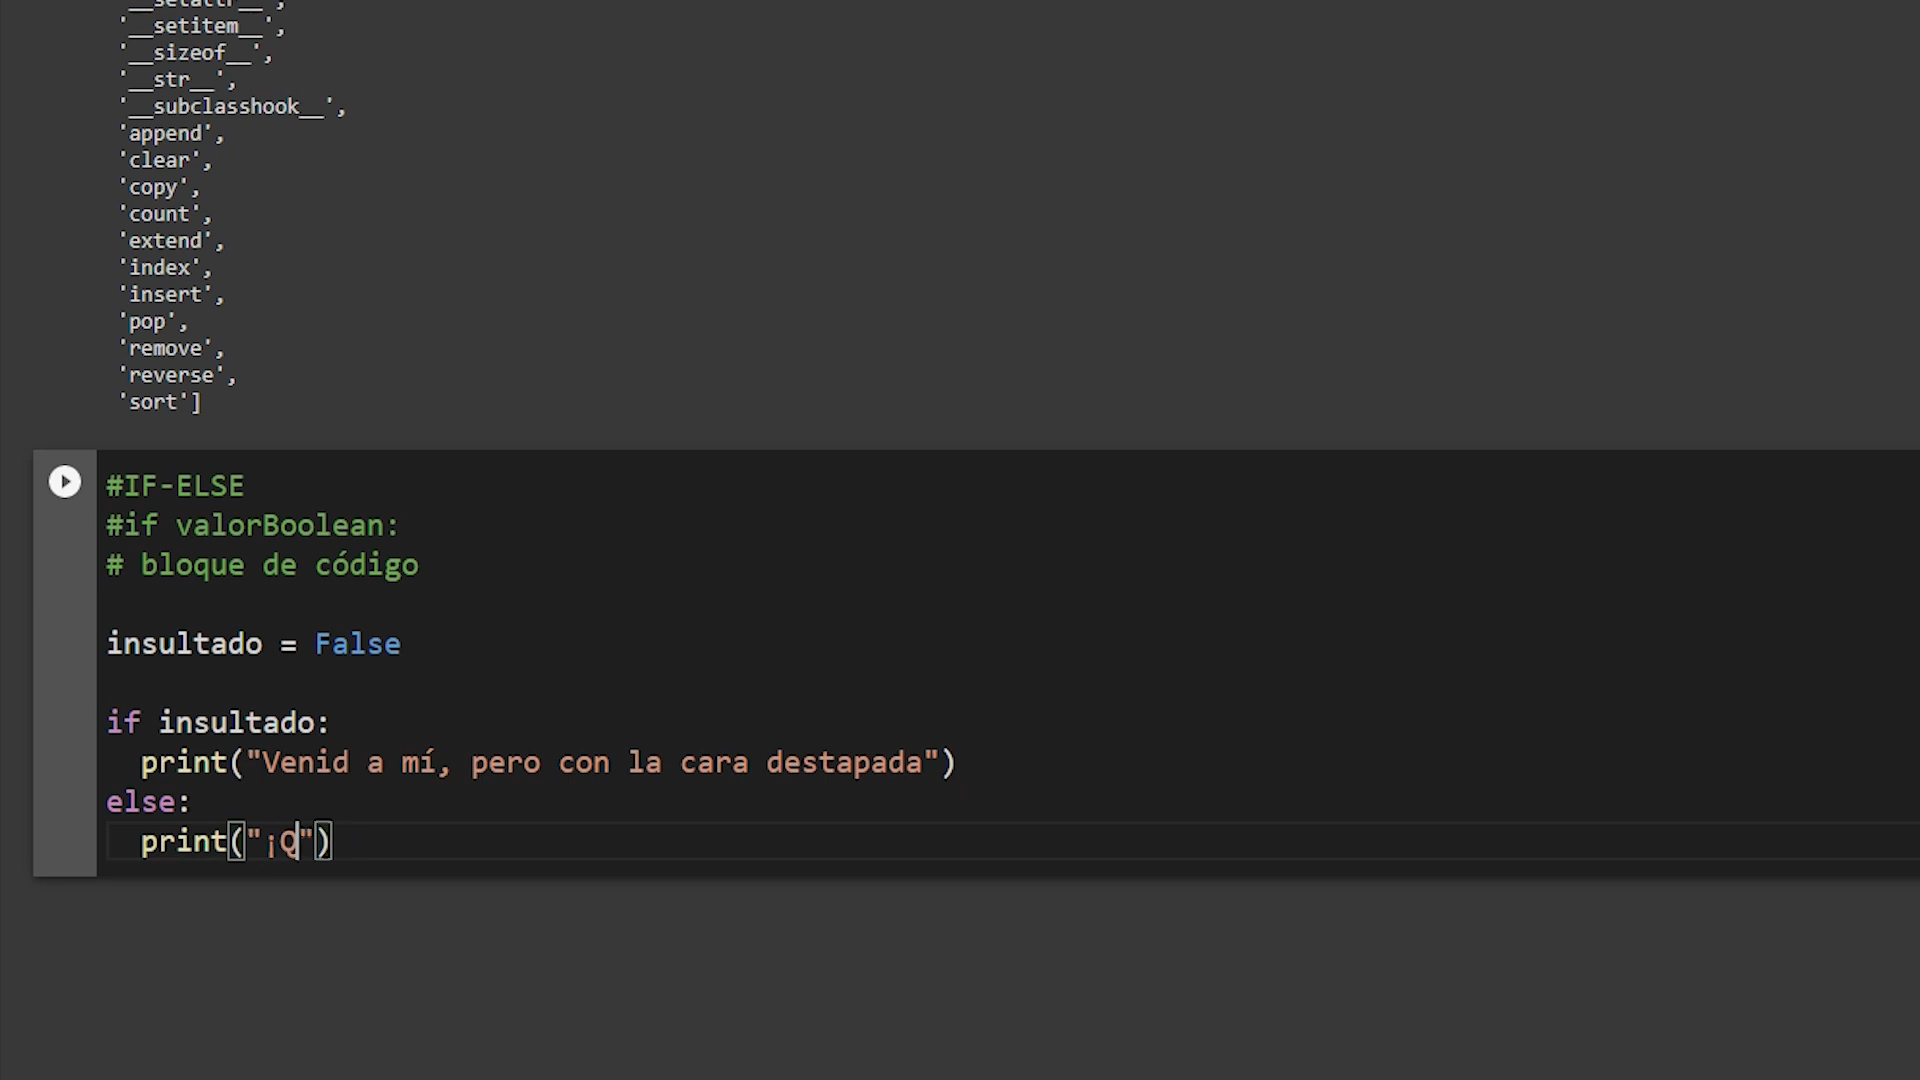 '__setattr__',
'__setitem__',
'__sizeof__',
'__str__',
'__subclasshook__',
'append',
'clear',
'copy',
'count',
'extend',
'index',
'insert',
'pop',
'remove',
'reverse',
'sort']
#IF-ELSE
#if valorBoolean:
# bloque de código
insultado = False
if insultado:
print("Venid a mí, pero con la cara destapada")
else:
print("¡Q")